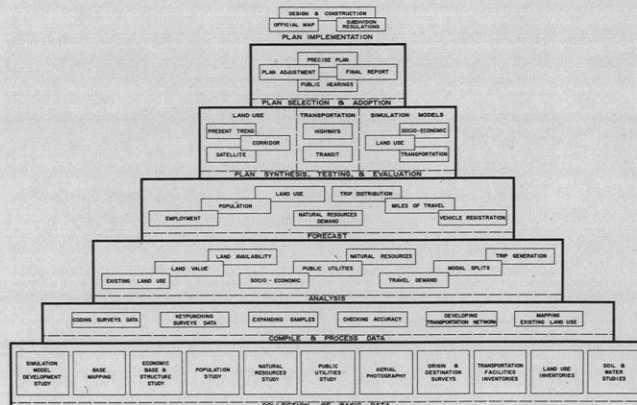 DESIGN & CONSTRUCTION
OFFICIAL MAP
SUBDIVISION
REGULATIONS
PLAN IMPLEMENTATION
PRECISE PLAN
PLAN ADJUSTMENT
FINAL REPORT
PUBLIC HEARINGS
PLAN SELECTION & ADOPTION
LAND USE
TRANSPORTATION
SIMULATION MODELS
PRESENT TREND
HIGHWAYS
SOCIO-ECONOMIC
CORRIDOR
LAND USE
SATELLITE
TRANSIT
TRANSPORTATION
PLAN SYNTHESIS, TESTING, & EVALUATION
LAND USE
TRIP DISTRIBUTION
POPULATION
MILES OF TRAVEL
EMPLOYMENT
NATURAL RESOURCES
DEMAND
VEHICLE REGISTRATION
FORECAST
LAND AVAILABILITY
NATURAL RESOURCES
TRIP GENERATION
LAND VALUE
PUBLIC UTILITIES
MODAL SPLITS
EXISTING LAND USE
SOCIO - ECONOMIC
TRAVEL DEMAND
ANALYSIS
CODING SURVEYS DATA
KEYPUNCHING
SURVEYS DATA
EXPANDING SAMPLES
CHECKING ACCURACY
DEVELOPING
TRANSPORTATION NETWORK
MAPPING
EXISTING LAND USE
COMPILE & PROCESS DATA
SIMULATION
MODEL
DEVELOPMENT
STUDY
BASE
MAPPING
ECONOMIC
BASE &
STRUCTURE
STUDY
POPULATION
STUDY
NATURAL
RESOURCES
STUDY
PUBLIC
UTILITIES
STUDY
AERIAL
PHOTOGRAPHY
ORIGIN &
DESTINATION
SURVEYS
TRANSPORTATION
FACILITIES
INVENTORIES
LAND USE
INVENTORIES
SOIL &
WATER
STUDIES
COLLECTION OF BASIC DATA